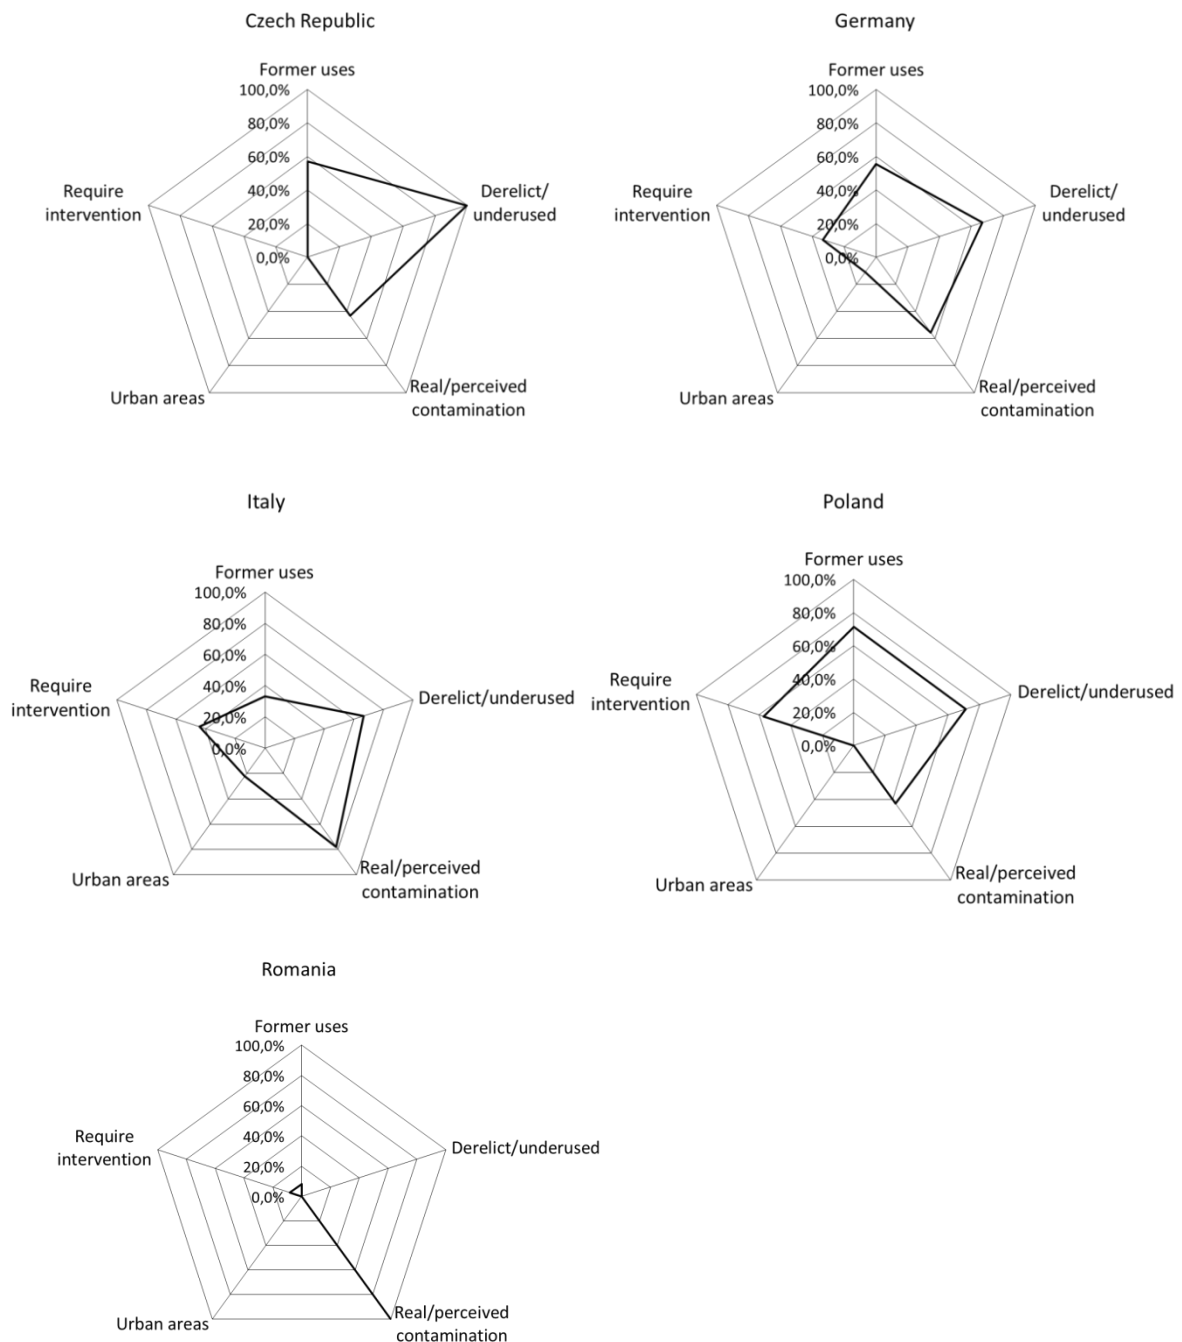 Czech Republic
Former uses
100,0%
80,0%
60,0%
40,0%
20,0%
0,0%
Derelict/
underused
Real/perceived
contamination
Urban areas
Require
intervention
Germany
Former uses
100,0%
80,0%
60,0%
40,0%
20,0%
0,0%
Derelict/
underused
Real/perceived
contamination
Urban areas
Require
intervention
Italy
Former uses
100,0%
80,0%
60,0%
40,0%
20,0%
0,0%
Derelict/underused
Real/perceived
contamination
Urban areas
Require
intervention
Poland
Former uses
100,0%
80,0%
60,0%
40,0%
20,0%
0,0%
Derelict/underused
Real/perceived
contamination
Urban areas
Require
intervention
Romania
Former uses
100,0%
80,0%
60,0%
40,0%
20,0%
0,0%
Derelict/underused
Real/perceived
contamination
Urban areas
Require
intervention